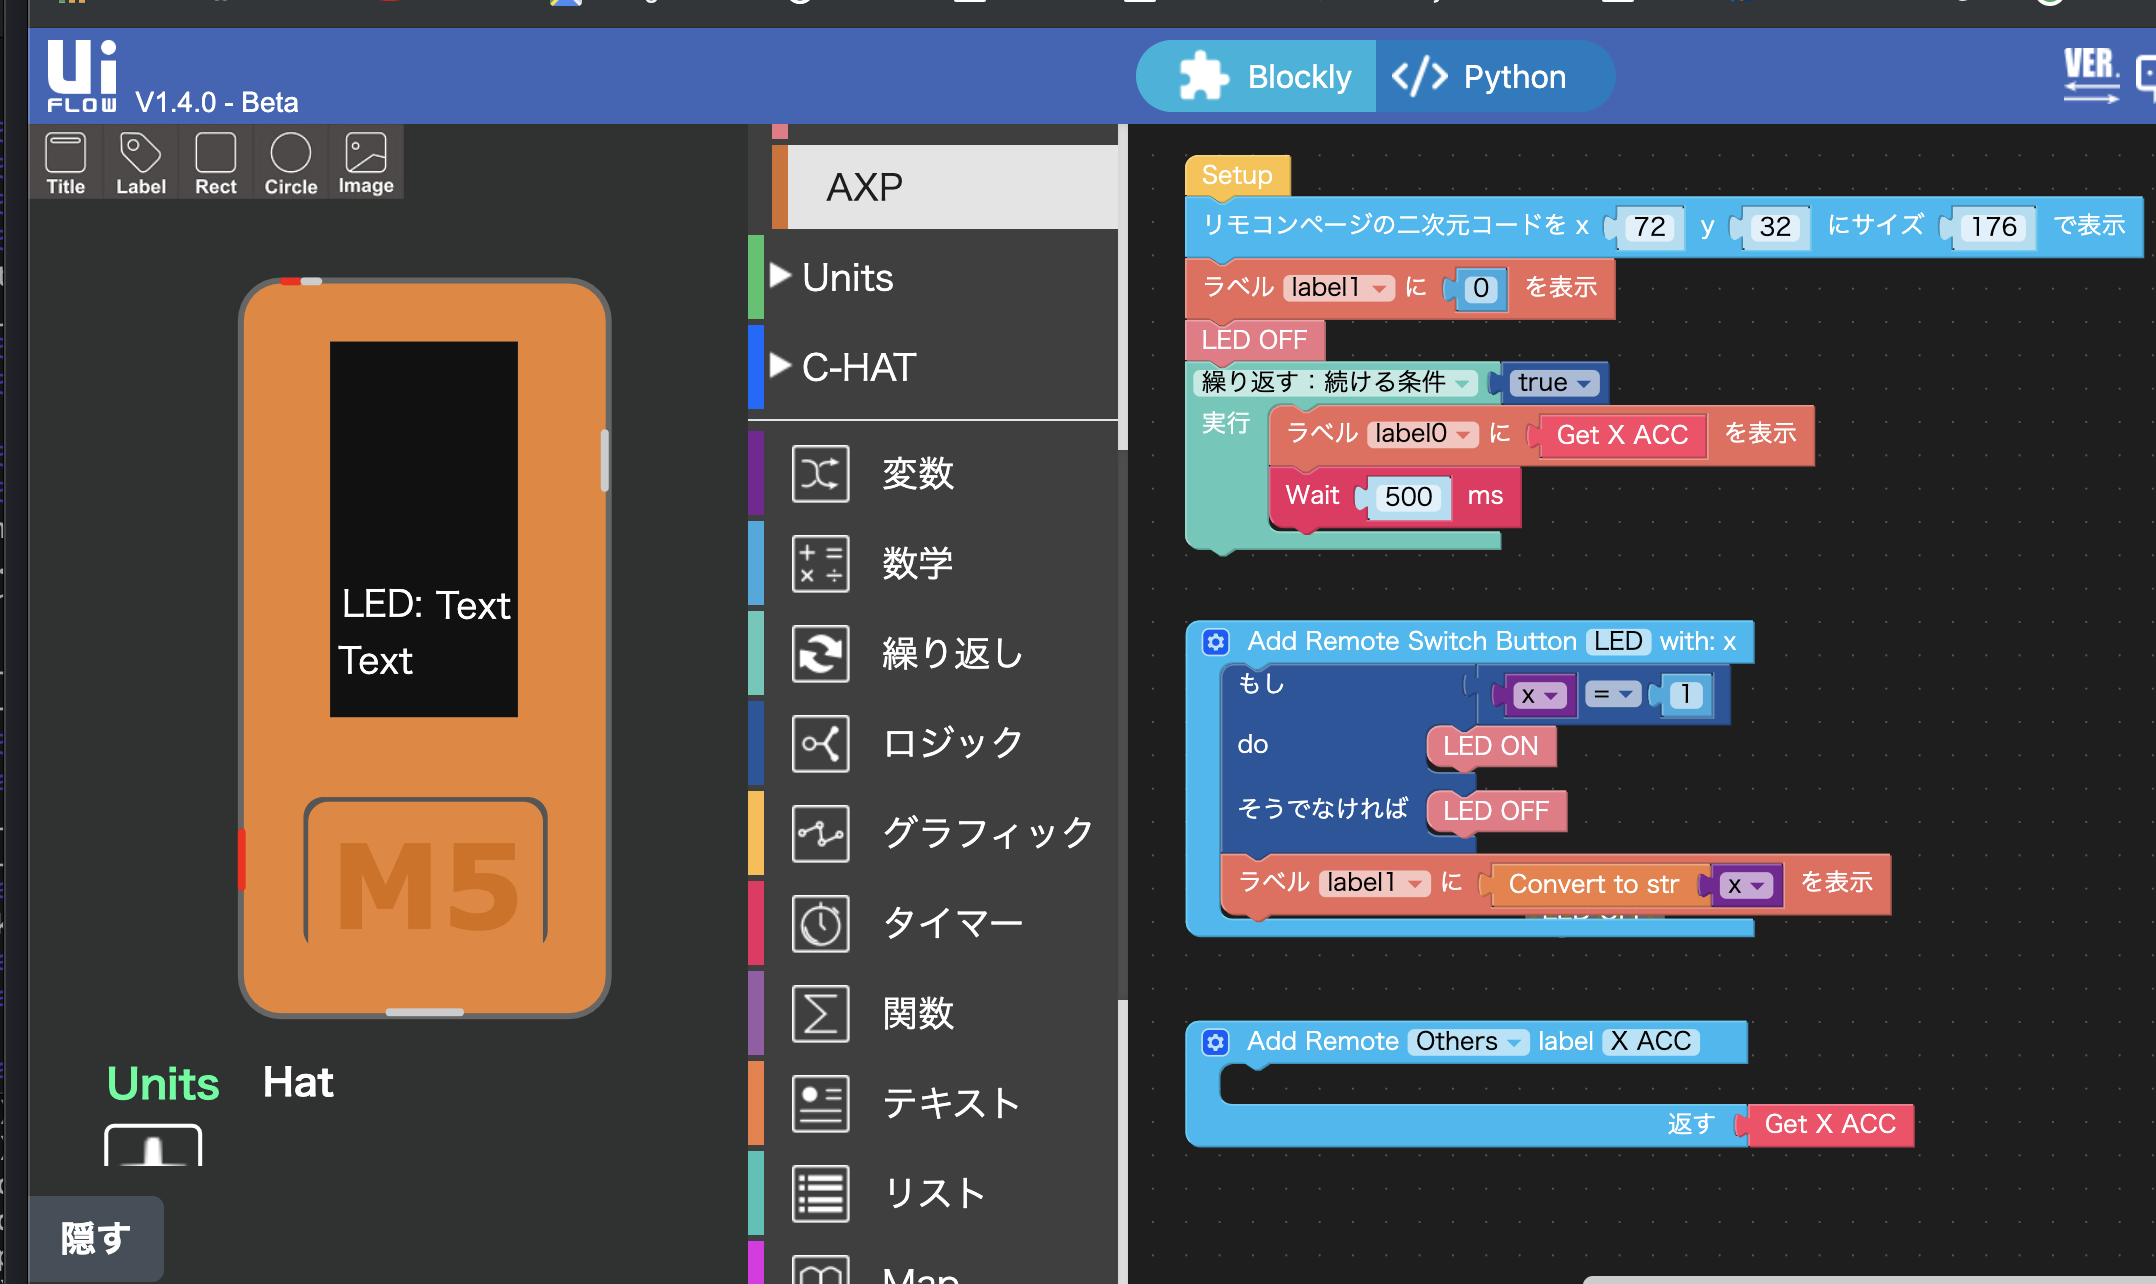 Ui
FLOW V1.4.0 - Beta
Blockly
Python
VER.
Title Label Rect Circle Image
LED: Text
Text
M5
Units Hat
隠す
AXP
Units
C-HAT
変数
数学
繰り返し
ロジック
グラフィック
タイマー
関数
テキスト
リスト
Map
Setup
リモコンページの二次元コードを x 72 y 32 にサイズ 176 で表示
ラベル label1 に 0 を表示
LED OFF
繰り返す：続ける条件 true
実行 ラベル label0 に Get X ACC を表示
Wait 500 ms
Add Remote Switch Button LED with: x
もし x = 1
do LED ON
そうでなければ LED OFF
ラベル label1 に Convert to str x を表示
LED OFF
Add Remote Others label X ACC
返す Get X ACC